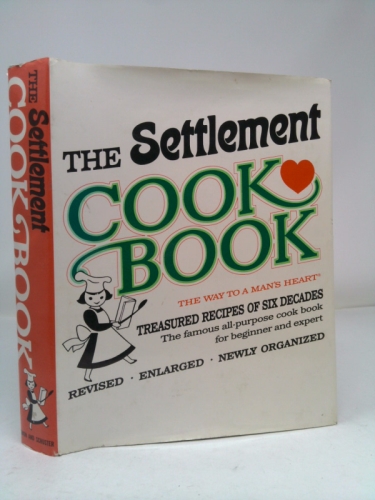 THE Settlement
COOK
BOOK
THE WAY TO A MAN'S HEART®
TREASURED RECIPES OF SIX DECADES
The famous all-purpose cook book
for beginner and expert
REVISED · ENLARGED · NEWLY ORGANIZED
THE Settlement
COOK BOOK